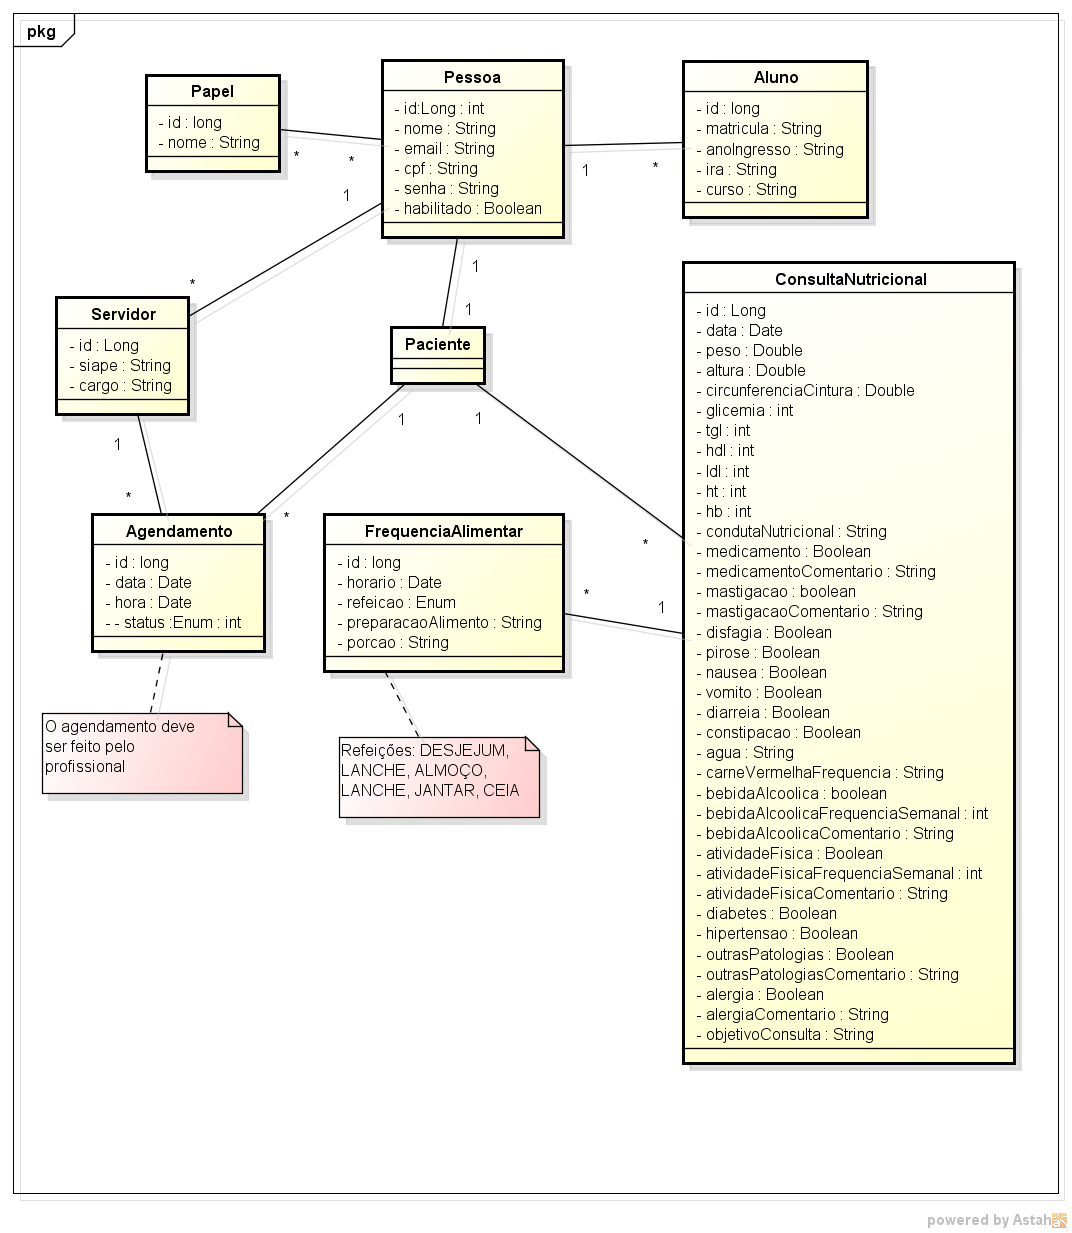 pkg
Papel
- id : long
- nome : String
Pessoa
- id:Long : int
- nome : String
- email : String
- cpf : String
- senha : String
- habilitado : Boolean
Aluno
- id : long
- matricula : String
- anoIngresso : String
- ira : String
- curso : String
*
*
1
*
1
*
1
1
Servidor
- id : Long
- siape : String
- cargo : String
Paciente
ConsultaNutricional
- id : Long
- data : Date
- peso : Double
- altura : Double
- circunferenciaCintura : Double
- glicemia : int
- tgl : int
- hdl : int
- ldl : int
- ht : int
- hb : int
- condutaNutricional : String
- medicamento : Boolean
- medicamentoComentario : String
- mastigacao : boolean
- mastigacaoComentario : String
- disfagia : Boolean
- pirose : Boolean
- nausea : Boolean
- vomito : Boolean
- diarreia : Boolean
- constipacao : Boolean
- agua : String
- carneVermelhaFrequencia : String
- bebidaAlcoolica : boolean
- bebidaAlcoolicaFrequenciaSemanal : int
- bebidaAlcoolicaComentario : String
- atividadeFisica : Boolean
- atividadeFisicaFrequenciaSemanal : int
- atividadeFisicaComentario : String
- diabetes : Boolean
- hipertensao : Boolean
- outrasPatologias : Boolean
- outrasPatologiasComentario : String
- alergia : Boolean
- alergiaComentario : String
- objetivoConsulta : String
1
*
1
*
1
*
*
1
Agendamento
- id : long
- data : Date
- hora : Date
- - status :Enum : int
FrequenciaAlimentar
- id : long
- horario : Date
- refeicao : Enum
- preparacaoAlimento : String
- porcao : String
O agendamento deve
ser feito pelo
profissional
Refeições: DESJEJUM,
LANCHE, ALMOÇO,
LANCHE, JANTAR, CEIA
powered by Astah